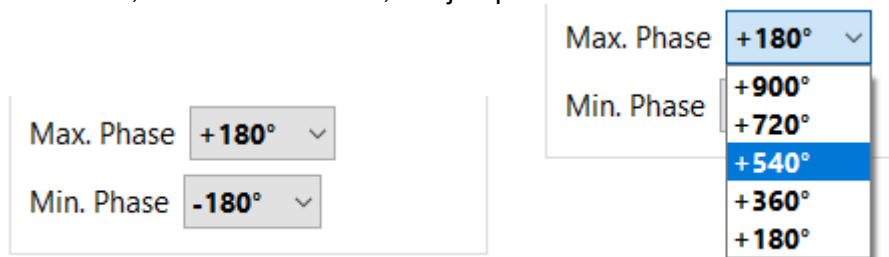 Max. Phase +180°
Min. Phase -180°
Max. Phase +180°
Min. Phase
+900°
+720°
+540°
+360°
+180°